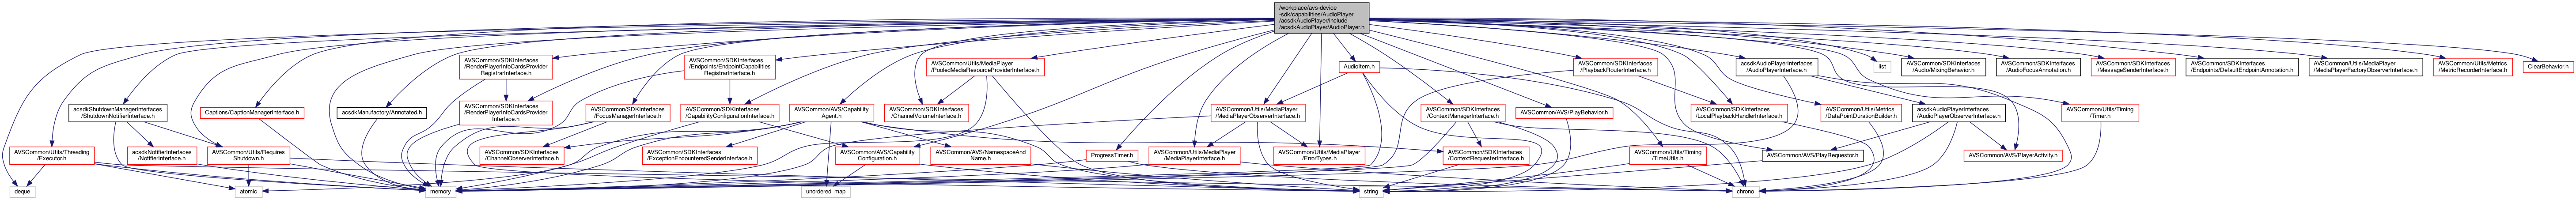 /workplace/avs-device
-sdk/capabilities/AudioPlayer
/acsdkAudioPlayer/include
/acsdkAudioPlayer/AudioPlayer.h
AVSCommon/SDKInterfaces
/RenderPlayerInfoCardsProvider
RegistrarInterface.h
AVSCommon/SDKInterfaces
/Endpoints/EndpointCapabilities
RegistrarInterface.h
AVSCommon/Utils/MediaPlayer
/PooledMediaResourceProviderInterface.h
AudioItem.h
AVSCommon/SDKInterfaces
/PlaybackRouterInterface.h
acsdkAudioPlayerInterfaces
/AudioPlayerInterface.h
list
AVSCommon/SDKInterfaces
/Audio/MixingBehavior.h
AVSCommon/SDKInterfaces
/AudioFocusAnnotation.h
AVSCommon/SDKInterfaces
/MessageSenderInterface.h
AVSCommon/SDKInterfaces
/Endpoints/DefaultEndpointAnnotation.h
AVSCommon/Utils/MediaPlayer
/MediaPlayerFactoryObserverInterface.h
AVSCommon/Utils/Metrics
/MetricRecorderInterface.h
ClearBehavior.h
acsdkShutdownManagerInterfaces
/ShutdownNotifierInterface.h
Captions/CaptionManagerInterface.h
acsdkManufactory/Annotated.h
AVSCommon/SDKInterfaces
/RenderPlayerInfoCardsProvider
Interface.h
AVSCommon/SDKInterfaces
/FocusManagerInterface.h
AVSCommon/SDKInterfaces
/CapabilityConfigurationInterface.h
AVSCommon/AVS/Capability
Agent.h
AVSCommon/SDKInterfaces
/ChannelVolumeInterface.h
AVSCommon/Utils/MediaPlayer
/MediaPlayerObserverInterface.h
AVSCommon/SDKInterfaces
/ContextManagerInterface.h
AVSCommon/AVS/PlayBehavior.h
AVSCommon/SDKInterfaces
/LocalPlaybackHandlerInterface.h
AVSCommon/Utils/Metrics
/DataPointDurationBuilder.h
acsdkAudioPlayerInterfaces
/AudioPlayerObserverInterface.h
AVSCommon/Utils/Timing
/Timer.h
AVSCommon/Utils/Threading
/Executor.h
acsdkNotifierInterfaces
/NotifierInterface.h
AVSCommon/Utils/Requires
Shutdown.h
AVSCommon/SDKInterfaces
/ChannelObserverInterface.h
AVSCommon/SDKInterfaces
/ExceptionEncounteredSenderInterface.h
AVSCommon/AVS/Capability
Configuration.h
AVSCommon/AVS/NamespaceAnd
Name.h
ProgressTimer.h
AVSCommon/Utils/MediaPlayer
/MediaPlayerInterface.h
AVSCommon/Utils/MediaPlayer
/ErrorTypes.h
AVSCommon/SDKInterfaces
/ContextRequesterInterface.h
AVSCommon/Utils/Timing
/TimeUtils.h
AVSCommon/AVS/PlayRequestor.h
AVSCommon/AVS/PlayerActivity.h
deque
atomic
memory
unordered_map
string
chrono